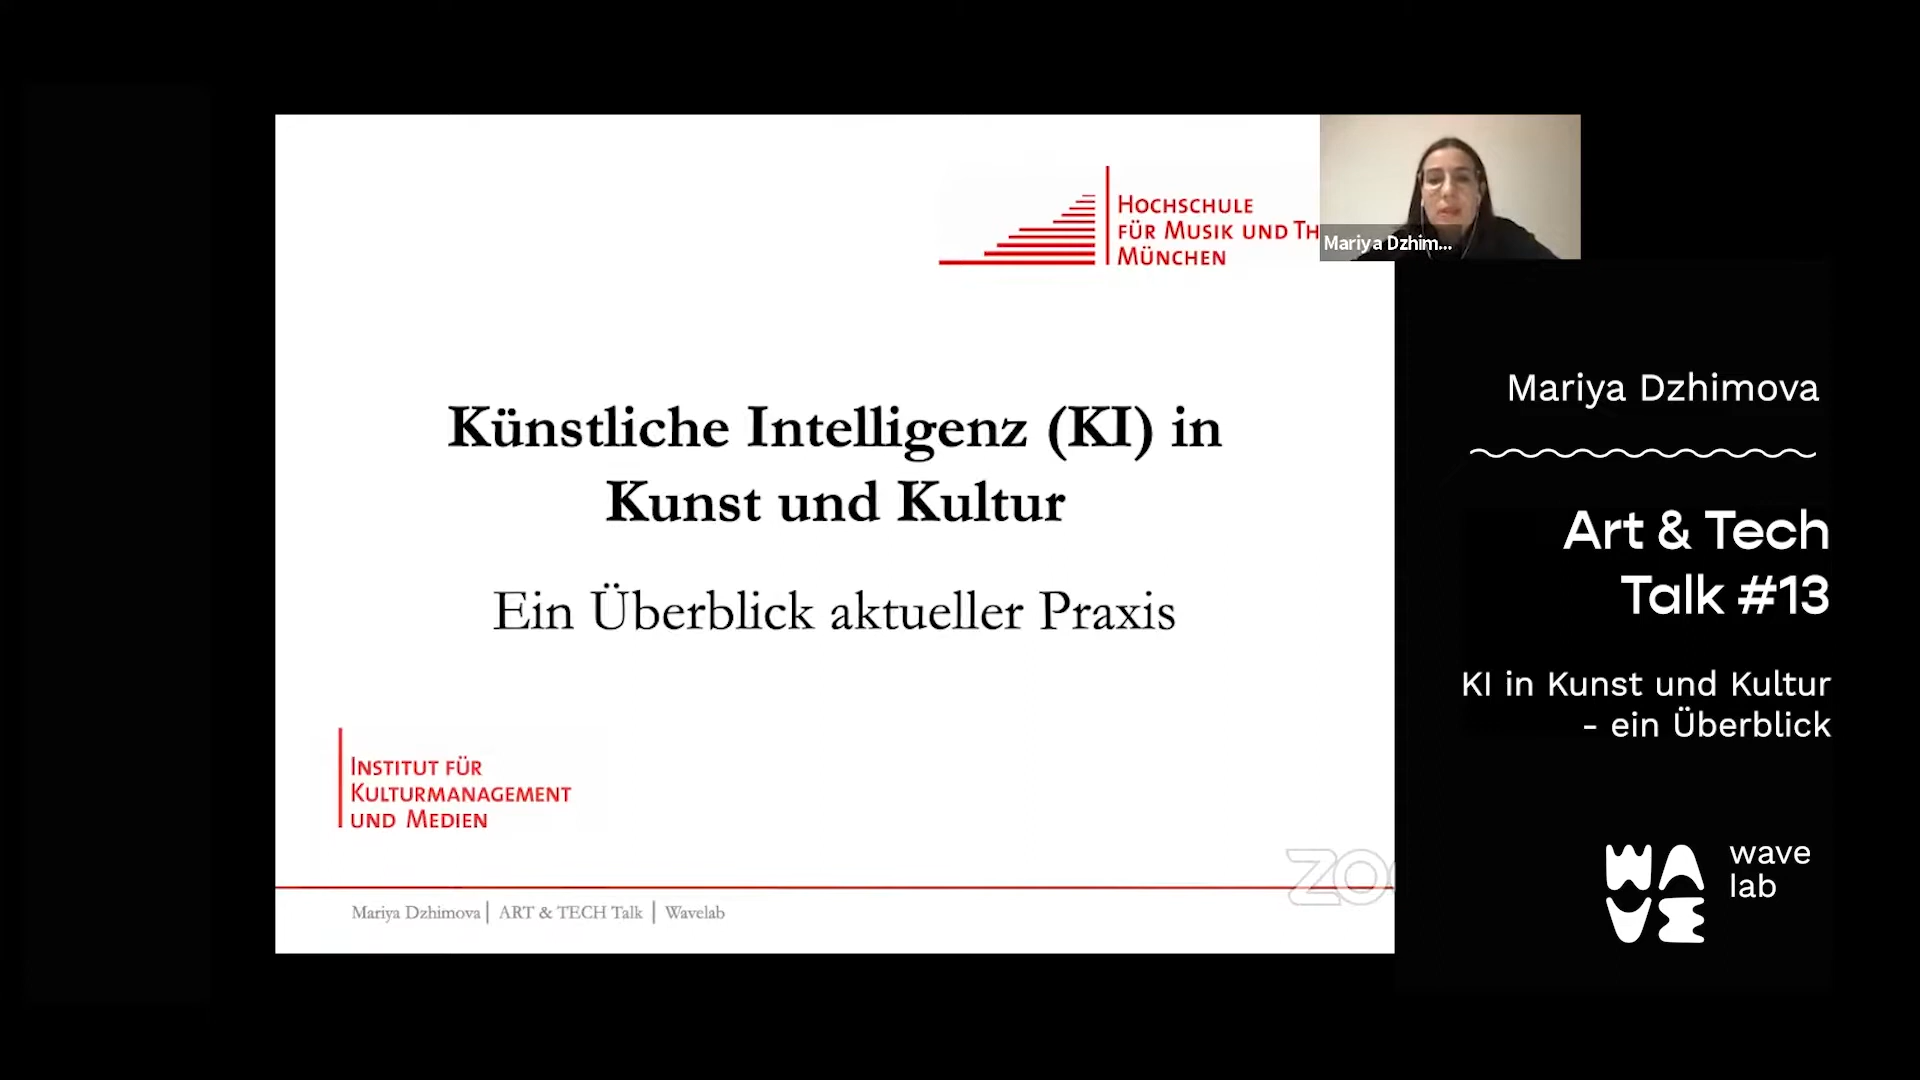 HOCHSCHULE
FÜR MUSIK UND TH
MÜNCHEN
Mariya Dzhim...
Künstliche Intelligenz (KI) in
Kunst und Kultur
Ein Überblick aktueller Praxis
INSTITUT FÜR
KULTURMANAGEMENT
UND MEDIEN
Mariya Dzhimova | ART & TECH Talk | Wavelab
Mariya Dzhimova
Art & Tech
Talk #13
KI in Kunst und Kultur
- ein Überblick
WAVE
wave
lab